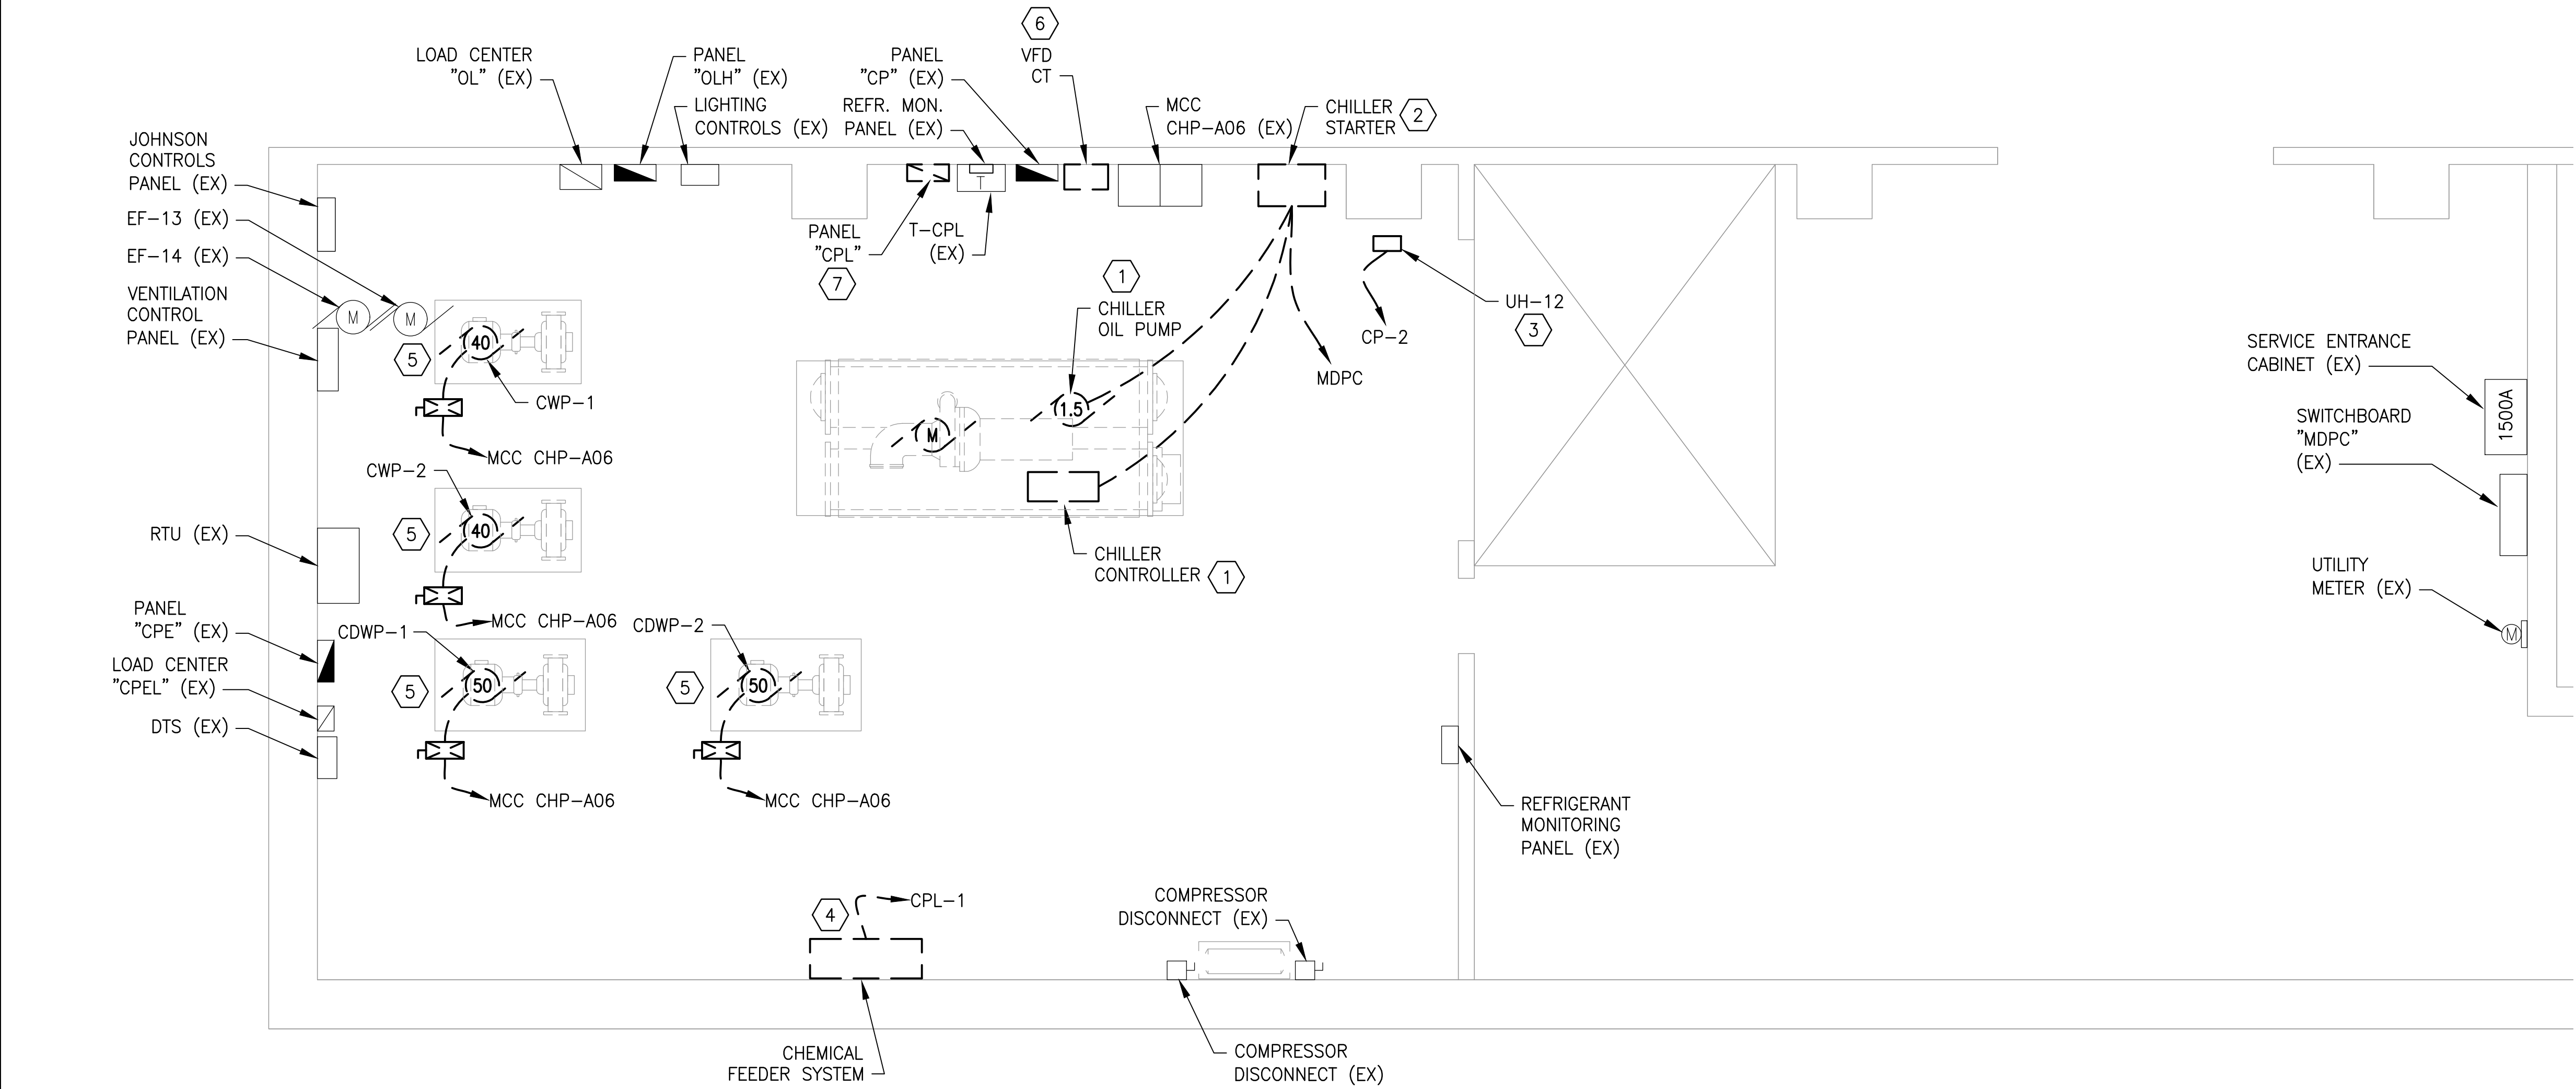 6
VFD
CT
LOAD CENTER
"OL" (EX)
PANEL
"OLH" (EX)
LIGHTING
CONTROLS (EX)
PANEL
"CP" (EX)
REFR. MON.
PANEL (EX)
MCC
CHP-A06 (EX)
CHILLER
STARTER
2
JOHNSON
CONTROLS
PANEL (EX)
EF-13 (EX)
EF-14 (EX)
VENTILATION
CONTROL
PANEL (EX)
M
M
T
PANEL
"CPL"
7
T-CPL
(EX)
1
CHILLER
OIL PUMP
UH-12
3
CP-2
MDPC
5
40
CWP-1
MCC CHP-A06
1.5
M
SERVICE ENTRANCE
CABINET (EX)
1500A
SWITCHBOARD
"MDPC"
(EX)
CWP-2
5
40
MCC CHP-A06
RTU (EX)
CHILLER
CONTROLLER
1
UTILITY
METER (EX)
M
PANEL
"CPE" (EX)
LOAD CENTER
"CPEL" (EX)
DTS (EX)
CDWP-1
5
50
MCC CHP-A06
CDWP-2
5
50
MCC CHP-A06
REFRIGERANT
MONITORING
PANEL (EX)
4
CPL-1
COMPRESSOR
DISCONNECT (EX)
CHEMICAL
FEEDER SYSTEM
COMPRESSOR
DISCONNECT (EX)